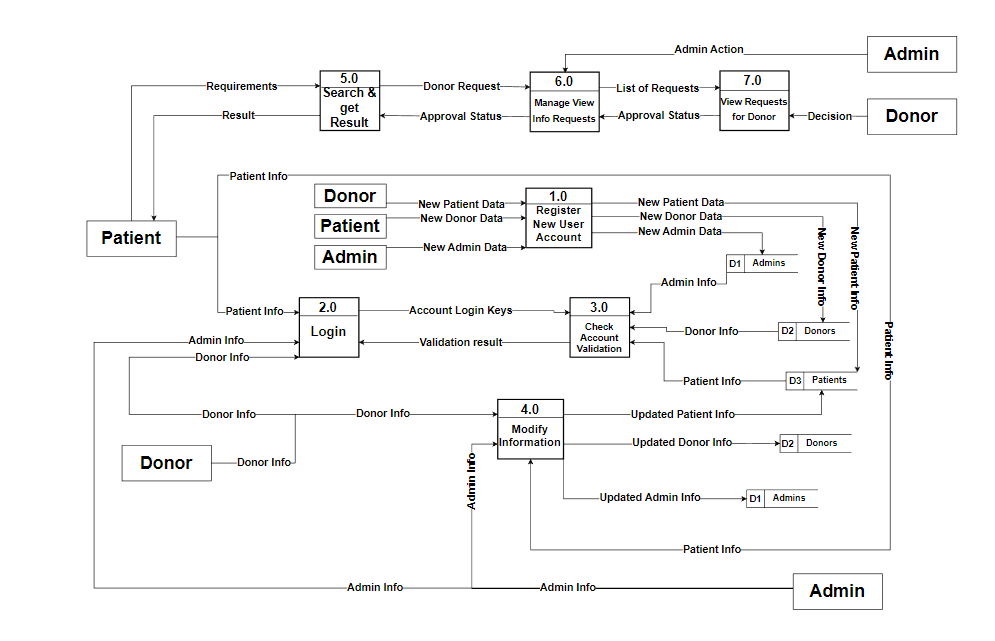 Admin Action
Admin
5.0
Search &
get
Result
Requirements
Result
Donor Request
Approval Status
6.0
Manage View
Info Requests
List of Requests
Approval Status
7.0
View Requests
for Donor
Decision
Donor
Patient Info
Patient
Donor
Patient
Admin
New Patient Data
New Donor Data
New Admin Data
1.0
Register
New User
Account
New Patient Data
New Donor Data
New Admin Data
New Donor Info
New Patient Info
D1 Admins
Admin Info
Patient Info
2.0
Login
Account Login Keys
Validation result
3.0
Check
Account
Validation
Donor Info
D2 Donors
Patient Info
D3 Patients
Patient Info
Admin Info
Donor Info
Donor Info
Donor Info
Donor
Donor Info
4.0
Modify
Information
Updated Patient Info
Updated Donor Info
D2 Donors
Updated Admin Info
D1 Admins
Admin Info
Patient Info
Admin Info
Admin Info
Admin